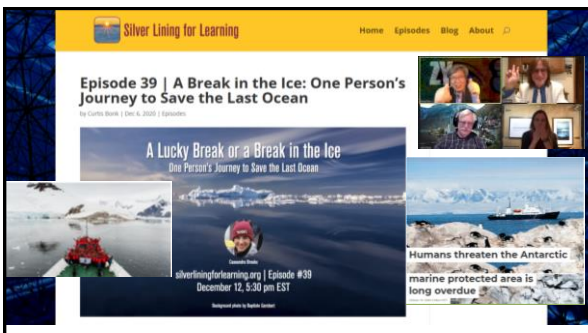 Silver Lining for Learning
Home Episodes Blog About
Episode 39 | A Break in the Ice: One Person's
Journey to Save the Last Ocean
by Curtis Bonk | Dec 6, 2020 | Episodes
A Lucky Break or a Break in the Ice
One Person's Journey to Save the Last Ocean
Cassandra Brooks
silverliningforlearning.org | Episode #39
December 12, 5:30 pm EST
Humans threaten the Antarctic
marine protected area is
long overdue